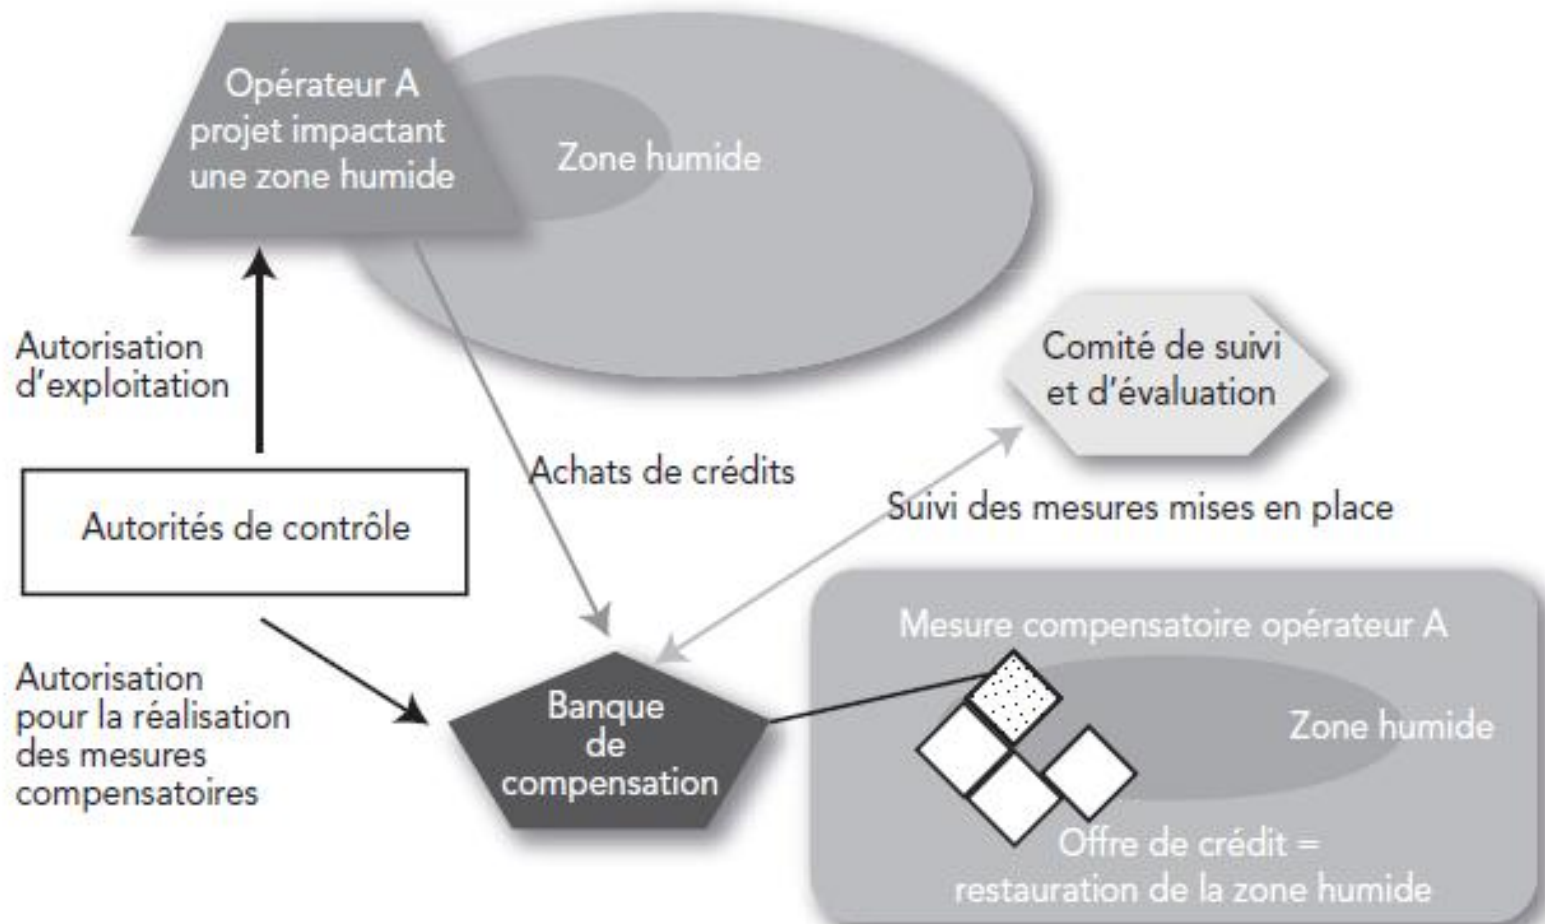 Opérateur A
projet impactant
une zone humide
Zone humide
Autorisation
d'exploitation
Comité de suivi
et d'évaluation
Achats de crédits
Suivi des mesures mises en place
Autorités de contrôle
Mesure compensatoire opérateur A
Autorisation
pour la réalisation
des mesures
compensatoires
Banque
de
compensation
Zone humide
Offre de crédit =
restauration de la zone humide